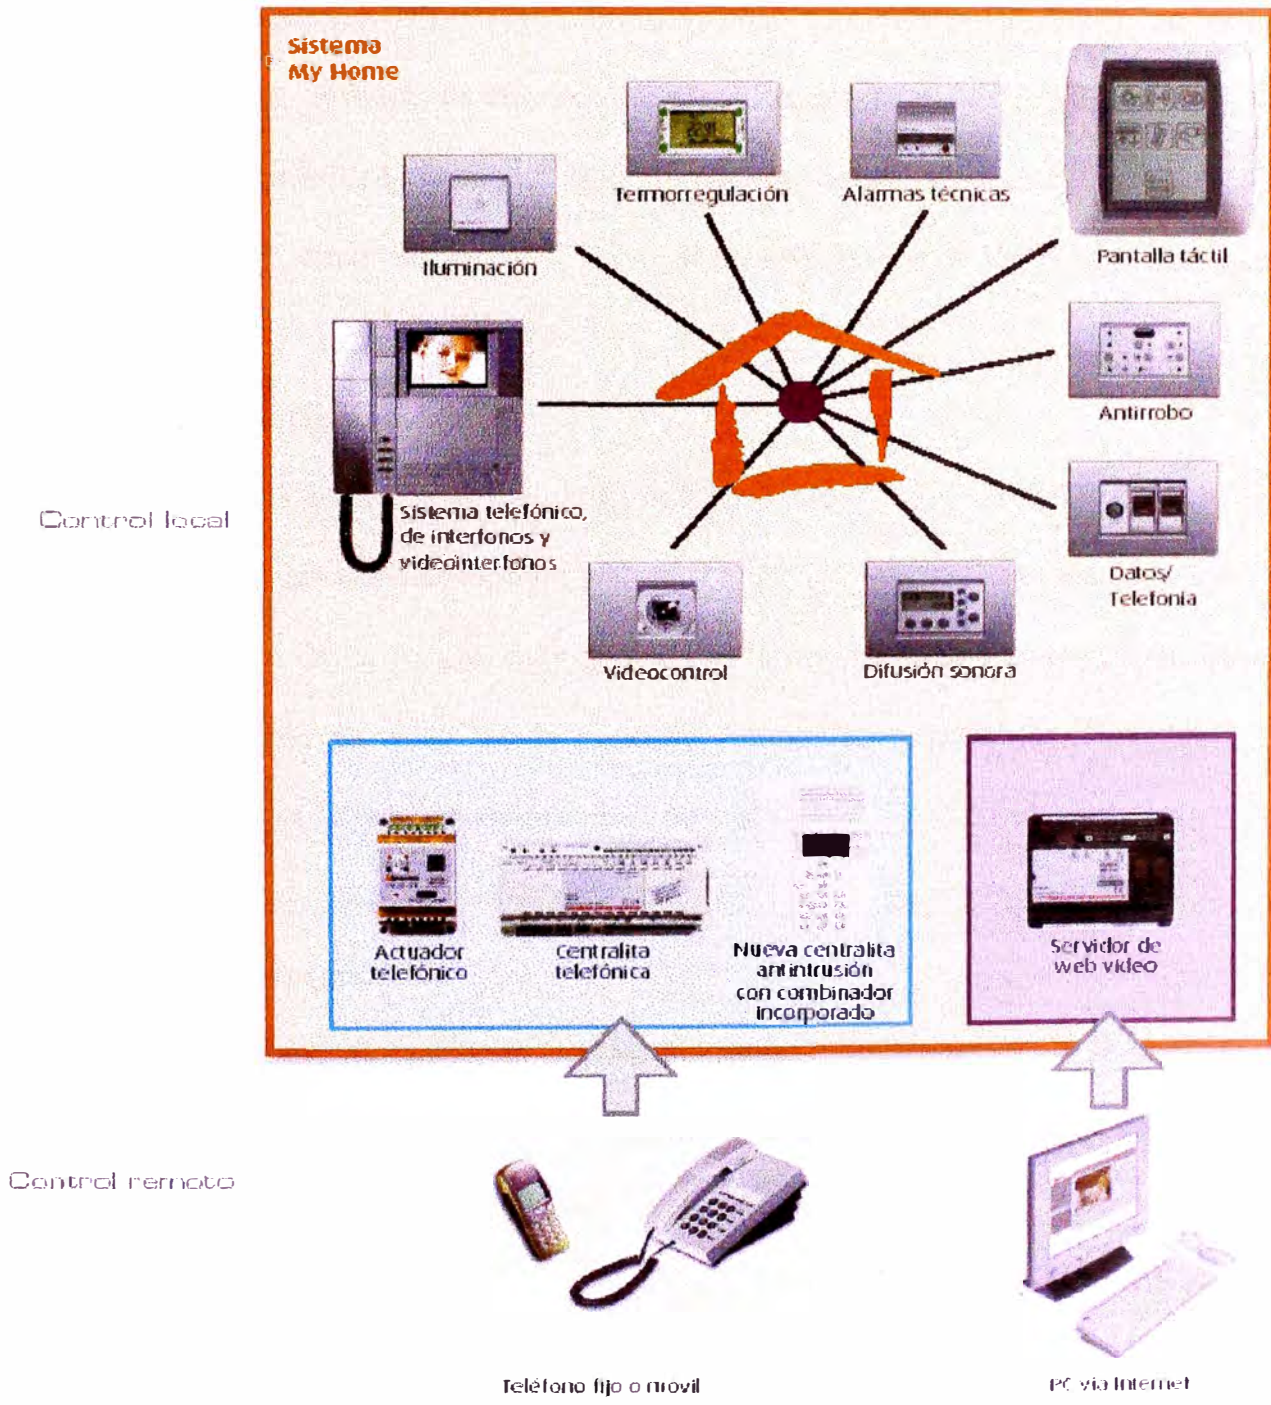 Sistema
My Home
Termorregulación
Alarmas técnicas
Iluminación
Pantalla táctil
Antirrobo
Control local
Sistema telefónico,
de interfonos y
videointerfonos
Datos/
Telefonía
Videocontrol
Difusión sonora
Actuador
telefónico
Centralita
telefónica
Nueva centralita
antintrusión
con combinador
incorporado
Servidor de
web video
Control remoto
Teléfono fijo o movil
PC via Internet